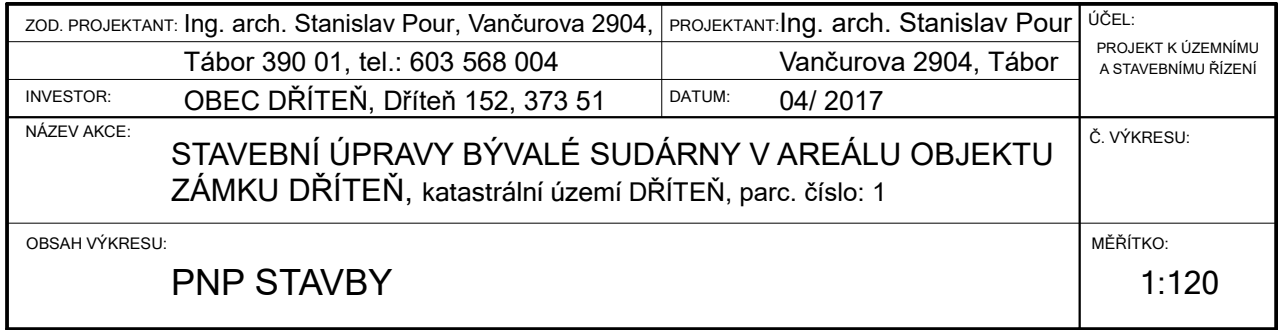 ZOD. PROJEKTANT: Ing. arch. Stanislav Pour, Vančurova 2904,
Tábor 390 01, tel.: 603 568 004
PROJEKTANT: Ing. arch. Stanislav Pour
Vančurova 2904, Tábor
ÚČEL:
PROJEKT K ÚZEMNÍMU
A STAVEBNÍMU ŘÍZENÍ
INVESTOR: OBEC DŘÍTEŇ, Dříteň 152, 373 51
DATUM: 04/ 2017
NÁZEV AKCE:
STAVEBNÍ ÚPRAVY BÝVALÉ SUDÁRNY V AREÁLU OBJEKTU
ZÁMKU DŘÍTEŇ, katastrální území DŘÍTEŇ, parc. číslo: 1
Č. VÝKRESU:
OBSAH VÝKRESU:
PNP STAVBY
MĚŘÍTKO:
1:120